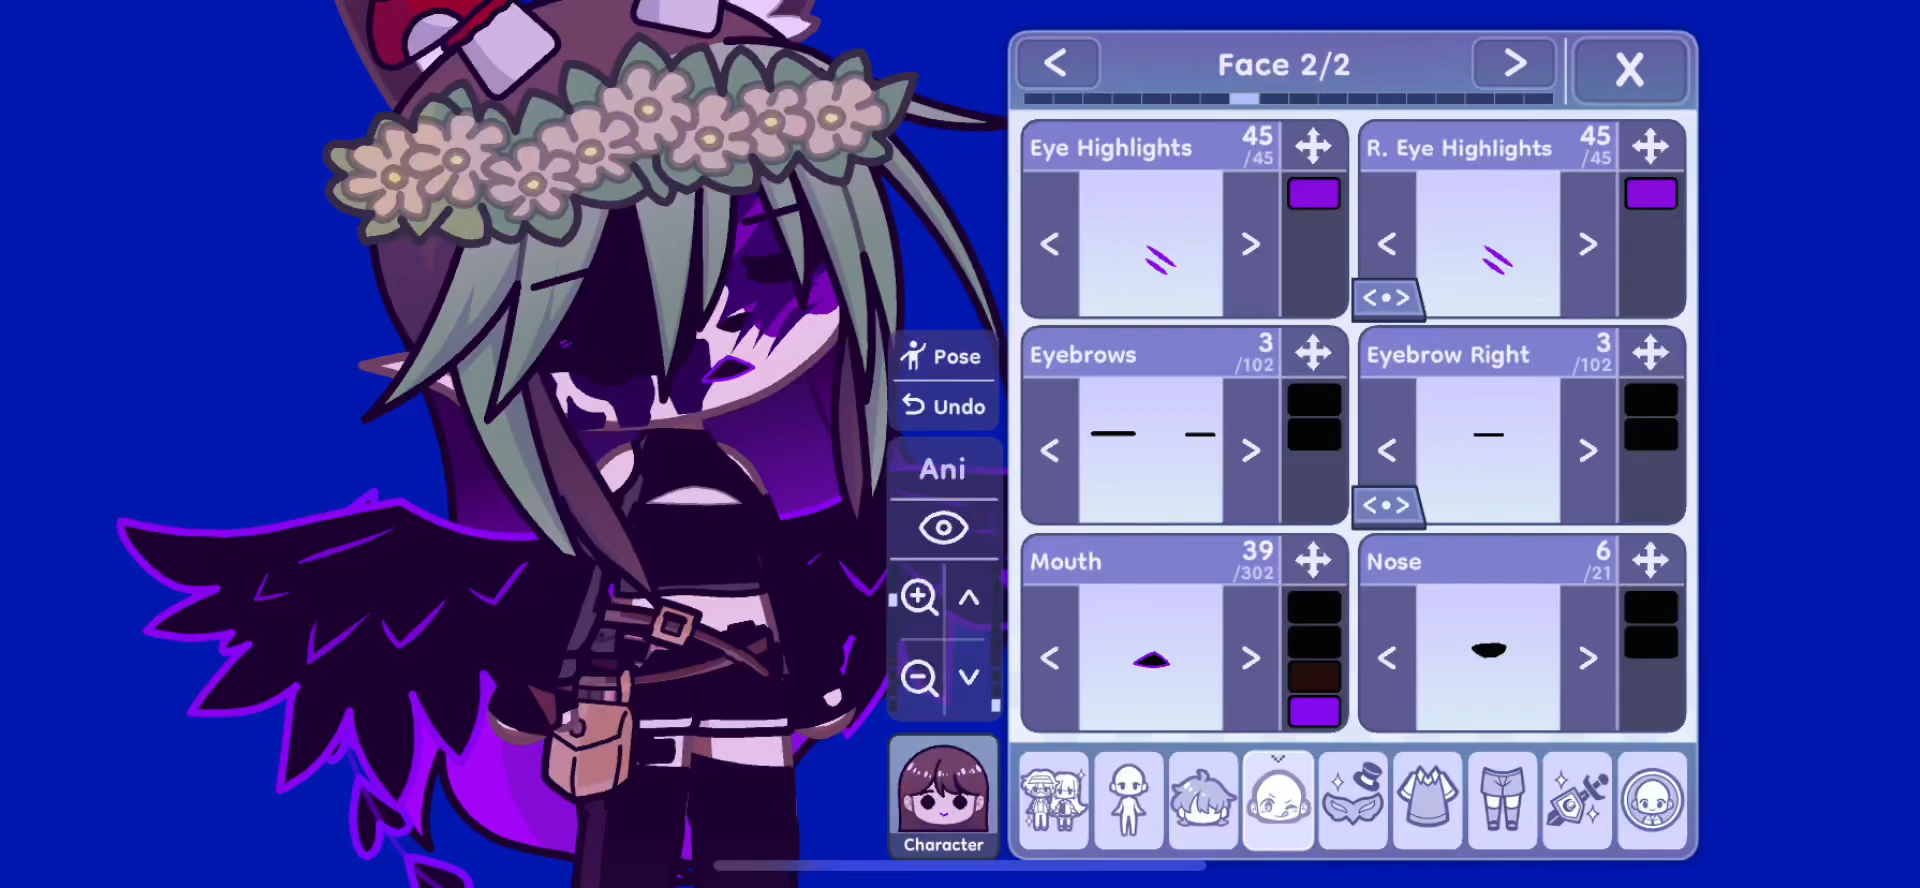 < Face 2/2 > X
Eye Highlights 45 /45
R. Eye Highlights 45 /45
< > < >
<•>
Pose
Undo
Eyebrows 3 /102
Eyebrow Right 3 /102
< > < >
<•>
Ani
Mouth 39 /302
Nose 6 /21
< > < >
Character